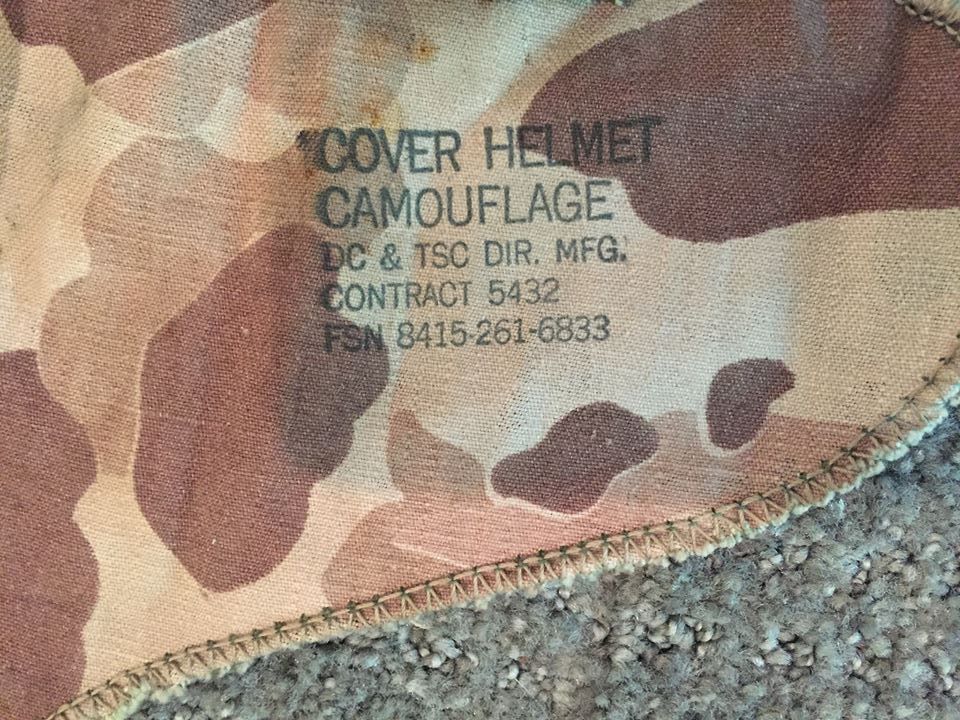 COVER HELMET
CAMOUFLAGE
DC & TSC DIR. MFG.
CONTRACT 5432
FSN 8415-261-6833